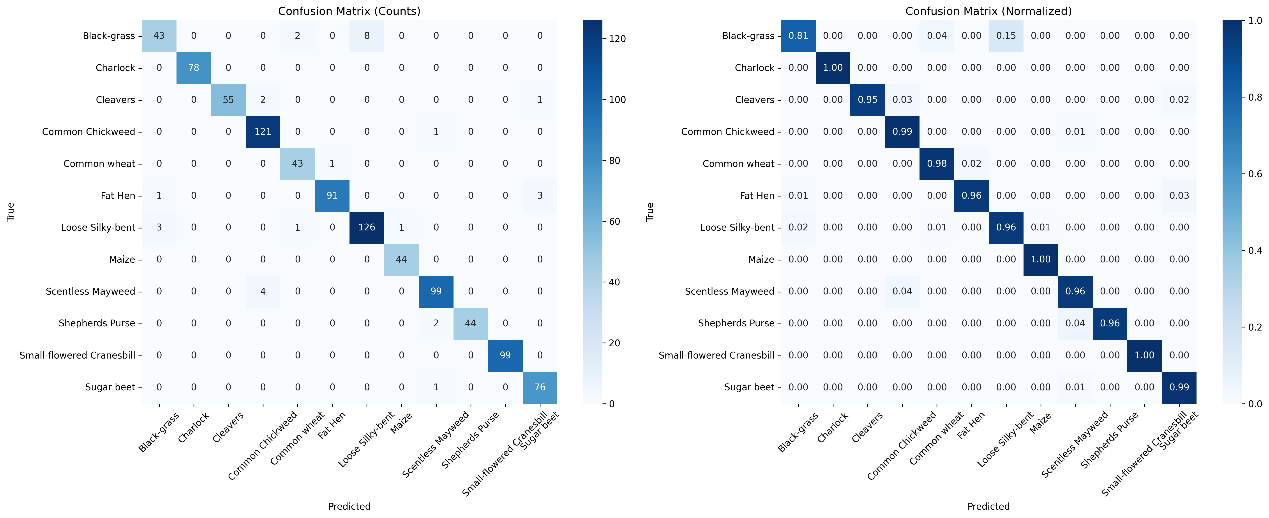 Confusion Matrix (Counts)
True
Black-grass 43 0 0 0 2 0 8 0 0 0 0 0
Charlock 0 78 0 0 0 0 0 0 0 0 0 0
Cleavers 0 0 55 2 0 0 0 0 0 0 0 1
Common Chickweed 0 0 0 121 0 0 0 0 1 0 0 0
Common wheat 0 0 0 0 43 1 0 0 0 0 0 0
Fat Hen 1 0 0 0 0 91 0 0 0 0 0 3
Loose Silky-bent 3 0 0 0 1 0 126 1 0 0 0 0
Maize 0 0 0 0 0 0 0 44 0 0 0 0
Scentless Mayweed 0 0 0 4 0 0 0 0 99 0 0 0
Shepherds Purse 0 0 0 0 0 0 0 0 2 44 0 0
Small-flowered Cranesbill 0 0 0 0 0 0 0 0 0 0 99 0
Sugar beet 0 0 0 0 0 0 0 0 1 0 0 76
Black-grass
Charlock
Cleavers
Common Chickweed
Common wheat
Fat Hen
Loose Silky-bent
Maize
Scentless Mayweed
Shepherds Purse
Small-flowered Cranesbill
Sugar beet
Predicted
120
100
80
60
40
20
0
Confusion Matrix (Normalized)
True
Black-grass 0.81 0.00 0.00 0.00 0.04 0.00 0.15 0.00 0.00 0.00 0.00 0.00
Charlock 0.00 1.00 0.00 0.00 0.00 0.00 0.00 0.00 0.00 0.00 0.00 0.00
Cleavers 0.00 0.00 0.95 0.03 0.00 0.00 0.00 0.00 0.00 0.00 0.00 0.02
Common Chickweed 0.00 0.00 0.00 0.99 0.00 0.00 0.00 0.00 0.01 0.00 0.00 0.00
Common wheat 0.00 0.00 0.00 0.00 0.98 0.02 0.00 0.00 0.00 0.00 0.00 0.00
Fat Hen 0.01 0.00 0.00 0.00 0.00 0.96 0.00 0.00 0.00 0.00 0.00 0.03
Loose Silky-bent 0.02 0.00 0.00 0.00 0.01 0.00 0.96 0.01 0.00 0.00 0.00 0.00
Maize 0.00 0.00 0.00 0.00 0.00 0.00 0.00 1.00 0.00 0.00 0.00 0.00
Scentless Mayweed 0.00 0.00 0.00 0.04 0.00 0.00 0.00 0.00 0.96 0.00 0.00 0.00
Shepherds Purse 0.00 0.00 0.00 0.00 0.00 0.00 0.00 0.00 0.04 0.96 0.00 0.00
Small-flowered Cranesbill 0.00 0.00 0.00 0.00 0.00 0.00 0.00 0.00 0.00 0.00 1.00 0.00
Sugar beet 0.00 0.00 0.00 0.00 0.00 0.00 0.00 0.00 0.01 0.00 0.00 0.99
Black-grass
Charlock
Cleavers
Common Chickweed
Common wheat
Fat Hen
Loose Silky-bent
Maize
Scentless Mayweed
Shepherds Purse
Small-flowered Cranesbill
Sugar beet
Predicted
1.0
0.8
0.6
0.4
0.2
0.0